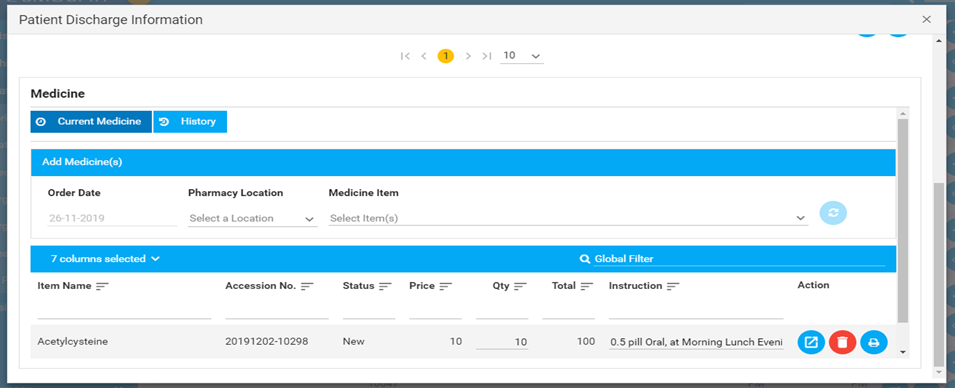 Patient Discharge Information
1
10
Medicine
Current Medicine History
Add Medicine(s)
Order Date Pharmacy Location Medicine Item
26-11-2019 Select a Location Select Item(s)
7 columns selected Global Filter
Item Name Accession No. Status Price Qty Total Instruction Action
Acetylcysteine 20191202-10298 New 10 10 100 0.5 pill Oral, at Morning Lunch Eveni